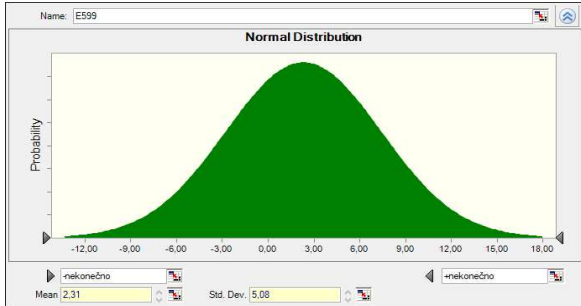 Name: E599
Normal Distribution
Probability
-12,00 -9,00 -6,00 -3,00 0,00 3,00 6,00 9,00 12,00 15,00 18,00
-nekonečno +nekonečno
Mean 2,31 Std. Dev. 5,08